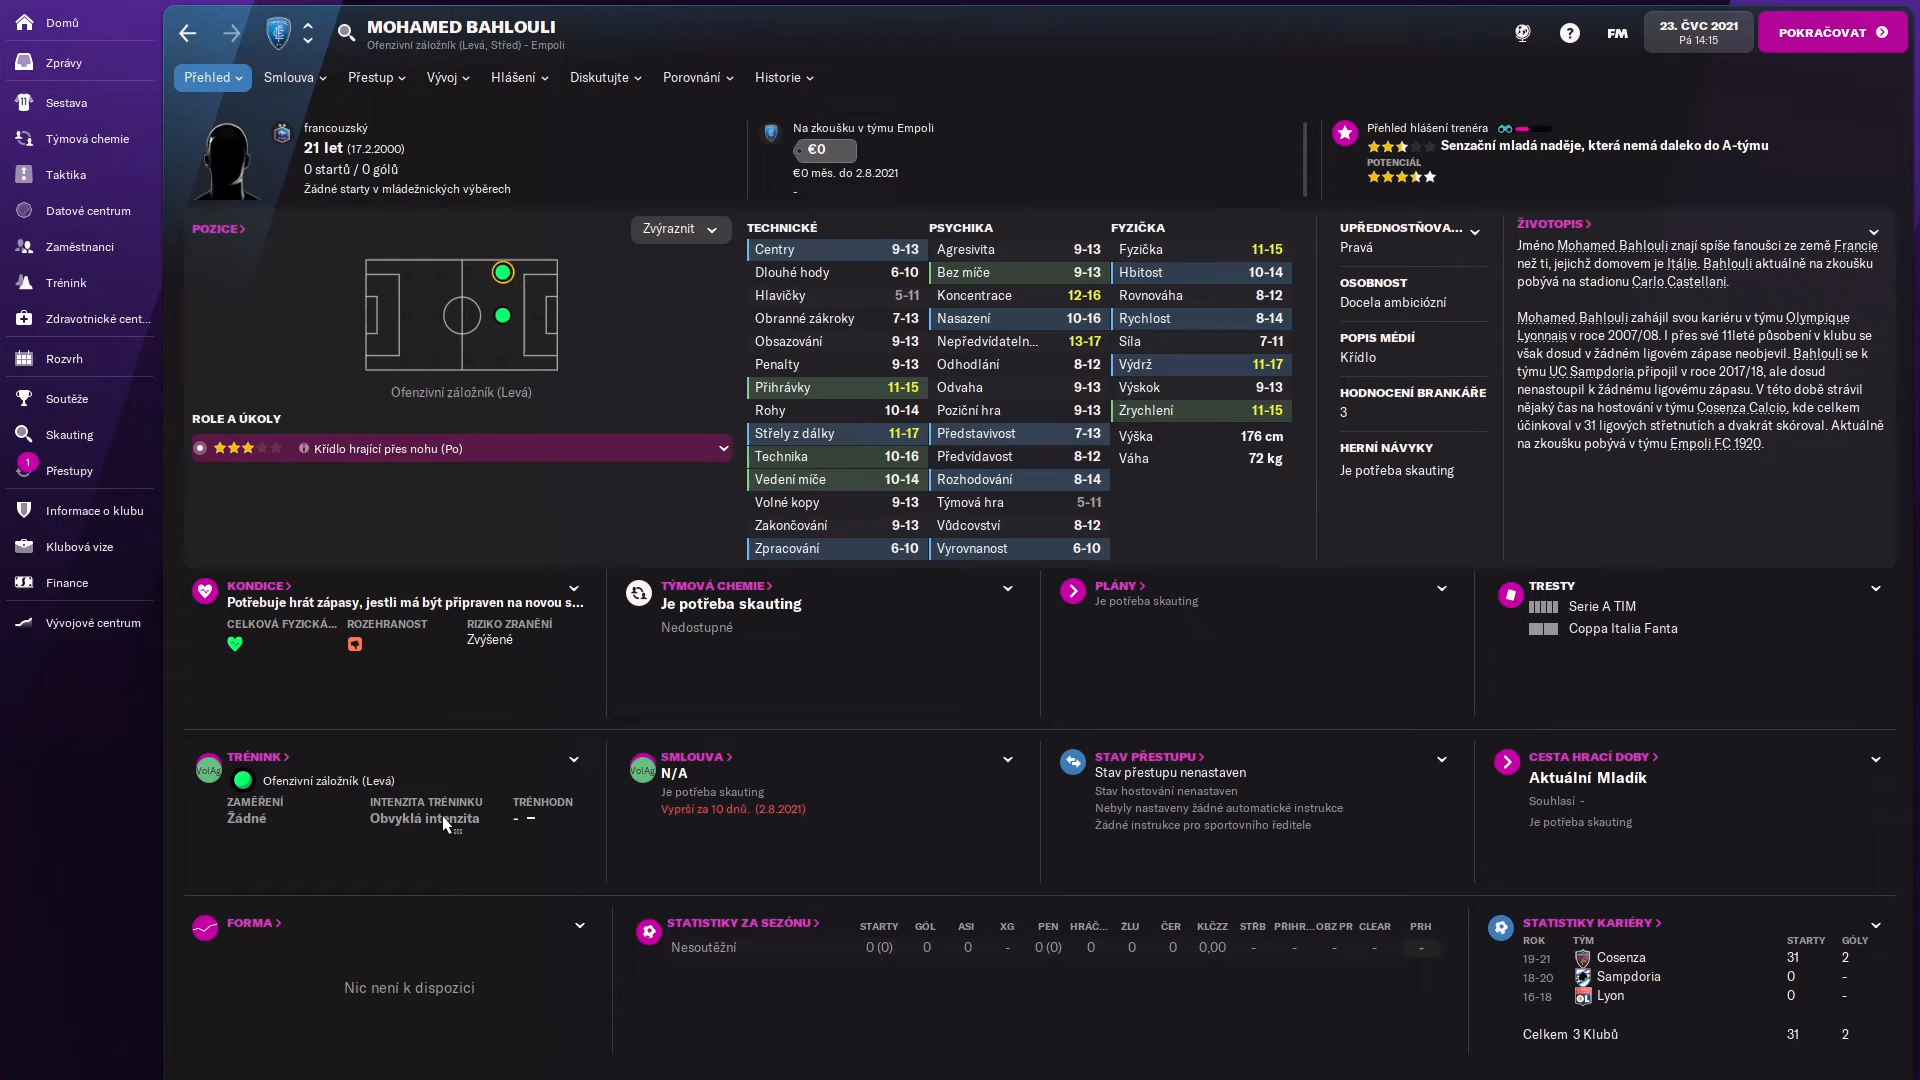 Domů
Zprávy
Sestava
Týmová chemie
Taktika
Datové centrum
Zaměstnanci
Trénink
Zdravotnické cent...
Rozvrh
Soutěže
Skauting
1
Přestupy
Informace o klubu
Klubová vize
Finance
Vývojové centrum
MOHAMED BAHLOULI
Ofenzivní záložník (Levá, Střed) - Empoli
FM
23. ČVC 2021
Pá 14:15
POKRAČOVAT
Přehled Smlouva Přestup Vývoj Hlášení Diskutujte Porovnání Historie
francouzský
21 let (17.2.2000)
0 startů / 0 gólů
Žádné starty v mládežnických výběrech
Na zkoušku v týmu Empoli
€0
€0 měs. do 2.8.2021
-
Přehled hlášení trenéra
Senzační mladá naděje, která nemá daleko do A-týmu
POTENCIÁL
POZICE
Zvýraznit
Ofenzivní záložník (Levá)
ROLE A ÚKOLY
Křídlo hrající přes nohu (Po)
TECHNICKÉ
Centry 9-13
Dlouhé hody 6-10
Hlavičky 5-11
Obranné zákroky 7-13
Obsazování 9-13
Penalty 9-13
Přihrávky 11-15
Rohy 10-14
Střely z dálky 11-17
Technika 10-16
Vedení míče 10-14
Volné kopy 9-13
Zakončování 9-13
Zpracování 6-10
PSYCHIKA
Agresivita 9-13
Bez míče 9-13
Koncentrace 12-16
Nasazení 10-16
Nepředvídateln... 13-17
Odhodlání 8-12
Odvaha 9-13
Poziční hra 9-13
Představivost 7-13
Předvídavost 8-12
Rozhodování 8-14
Týmová hra 5-11
Vůdcovství 8-12
Vyrovnanost 6-10
FYZIČKA
Fyzička 11-15
Hbitost 10-14
Rovnováha 8-12
Rychlost 8-14
Síla 7-11
Výdrž 11-17
Výskok 9-13
Zrychlení 11-15
Výška 176 cm
Váha 72 kg
UPŘEDNOSTŇOVA...
Pravá
OSOBNOST
Docela ambiciózní
POPIS MÉDIÍ
Křídlo
HODNOCENÍ BRANKÁŘE
3
HERNÍ NÁVYKY
Je potřeba skauting
ŽIVOTOPIS
Jméno Mohamed Bahlouli znají spíše fanoušci ze země Francie
než ti, jejichž domovem je Itálie. Bahlouli aktuálně na zkoušku
pobývá na stadionu Carlo Castellani.
Mohamed Bahlouli zahájil svou kariéru v týmu Olympique
Lyonnais v roce 2007/08. I přes své 11leté působení v klubu se
však dosud v žádném ligovém zápase neobjevil. Bahlouli se k
týmu UC Sampdoria připojil v roce 2017/18, ale dosud
nenastoupil k žádnému ligovému zápasu. V této době strávil
nějaký čas na hostování v týmu Cosenza Calcio, kde celkem
účinkoval v 31 ligových střetnutích a dvakrát skóroval. Aktuálně
na zkoušku pobývá v týmu Empoli FC 1920.
KONDICE
Potřebuje hrát zápasy, jestli má být připraven na novou s...
CELKOVÁ FYZICKÁ... ROZEHRANOST RIZIKO ZRANĚNÍ
Zvýšené
TÝMOVÁ CHEMIE
Je potřeba skauting
Nedostupné
PLÁNY
Je potřeba skauting
TRESTY
Serie A TIM
Coppa Italia Fanta
TRÉNINK
VolAg
Ofenzivní záložník (Levá)
ZAMĚŘENÍ INTENZITA TRÉNINKU TRÉNHODN
Žádné Obvyklá intenzita - –
SMLOUVA
VolAg
N/A
Je potřeba skauting
Vyprší za 10 dnů. (2.8.2021)
STAV PŘESTUPU
Stav přestupu nenastaven
Stav hostování nenastaven
Nebyly nastaveny žádné automatické instrukce
Žádné instrukce pro sportovního ředitele
CESTA HRACÍ DOBY
Aktuální Mladík
Souhlasí -
Je potřeba skauting
FORMA
Nic není k dispozici
STATISTIKY ZA SEZÓNU STARTY GÓL ASI XG PEN HRÁČ... ŽLU ČER KLČZZ STŘB PŘIHR... OBZ PR CLEAR PRH
Nesoutěžní 0 (0) 0 0 - 0 (0) 0 0 0 0,00 - - - - -
STATISTIKY KARIÉRY
ROK TÝM STARTY GÓLY
19-21 Cosenza 31 2
18-20 Sampdoria 0 -
16-18 Lyon 0 -
Celkem 3 Klubů 31 2